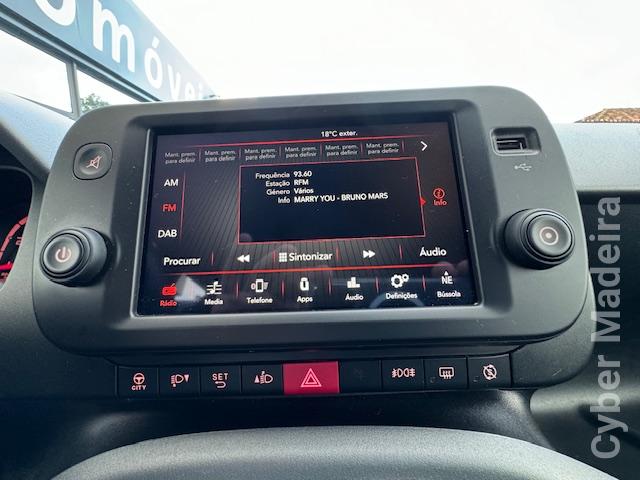 omóvei
18°C exter.
Mant. prem. para definir
Mant. prem. para definir
Mant. prem. para definir
Mant. prem. para definir
Mant. prem. para definir
Mant. prem. para definir
AM
FM
DAB
Frequência 93.60
Estação RFM
Género Vários
Info MARRY YOU - BRUNO MARS
Info
Procurar
Sintonizar
Áudio
Rádio
Media
Telefone
Apps
Áudio
Definições
NE
Bússola
CITY
SET
Cyber Madeira